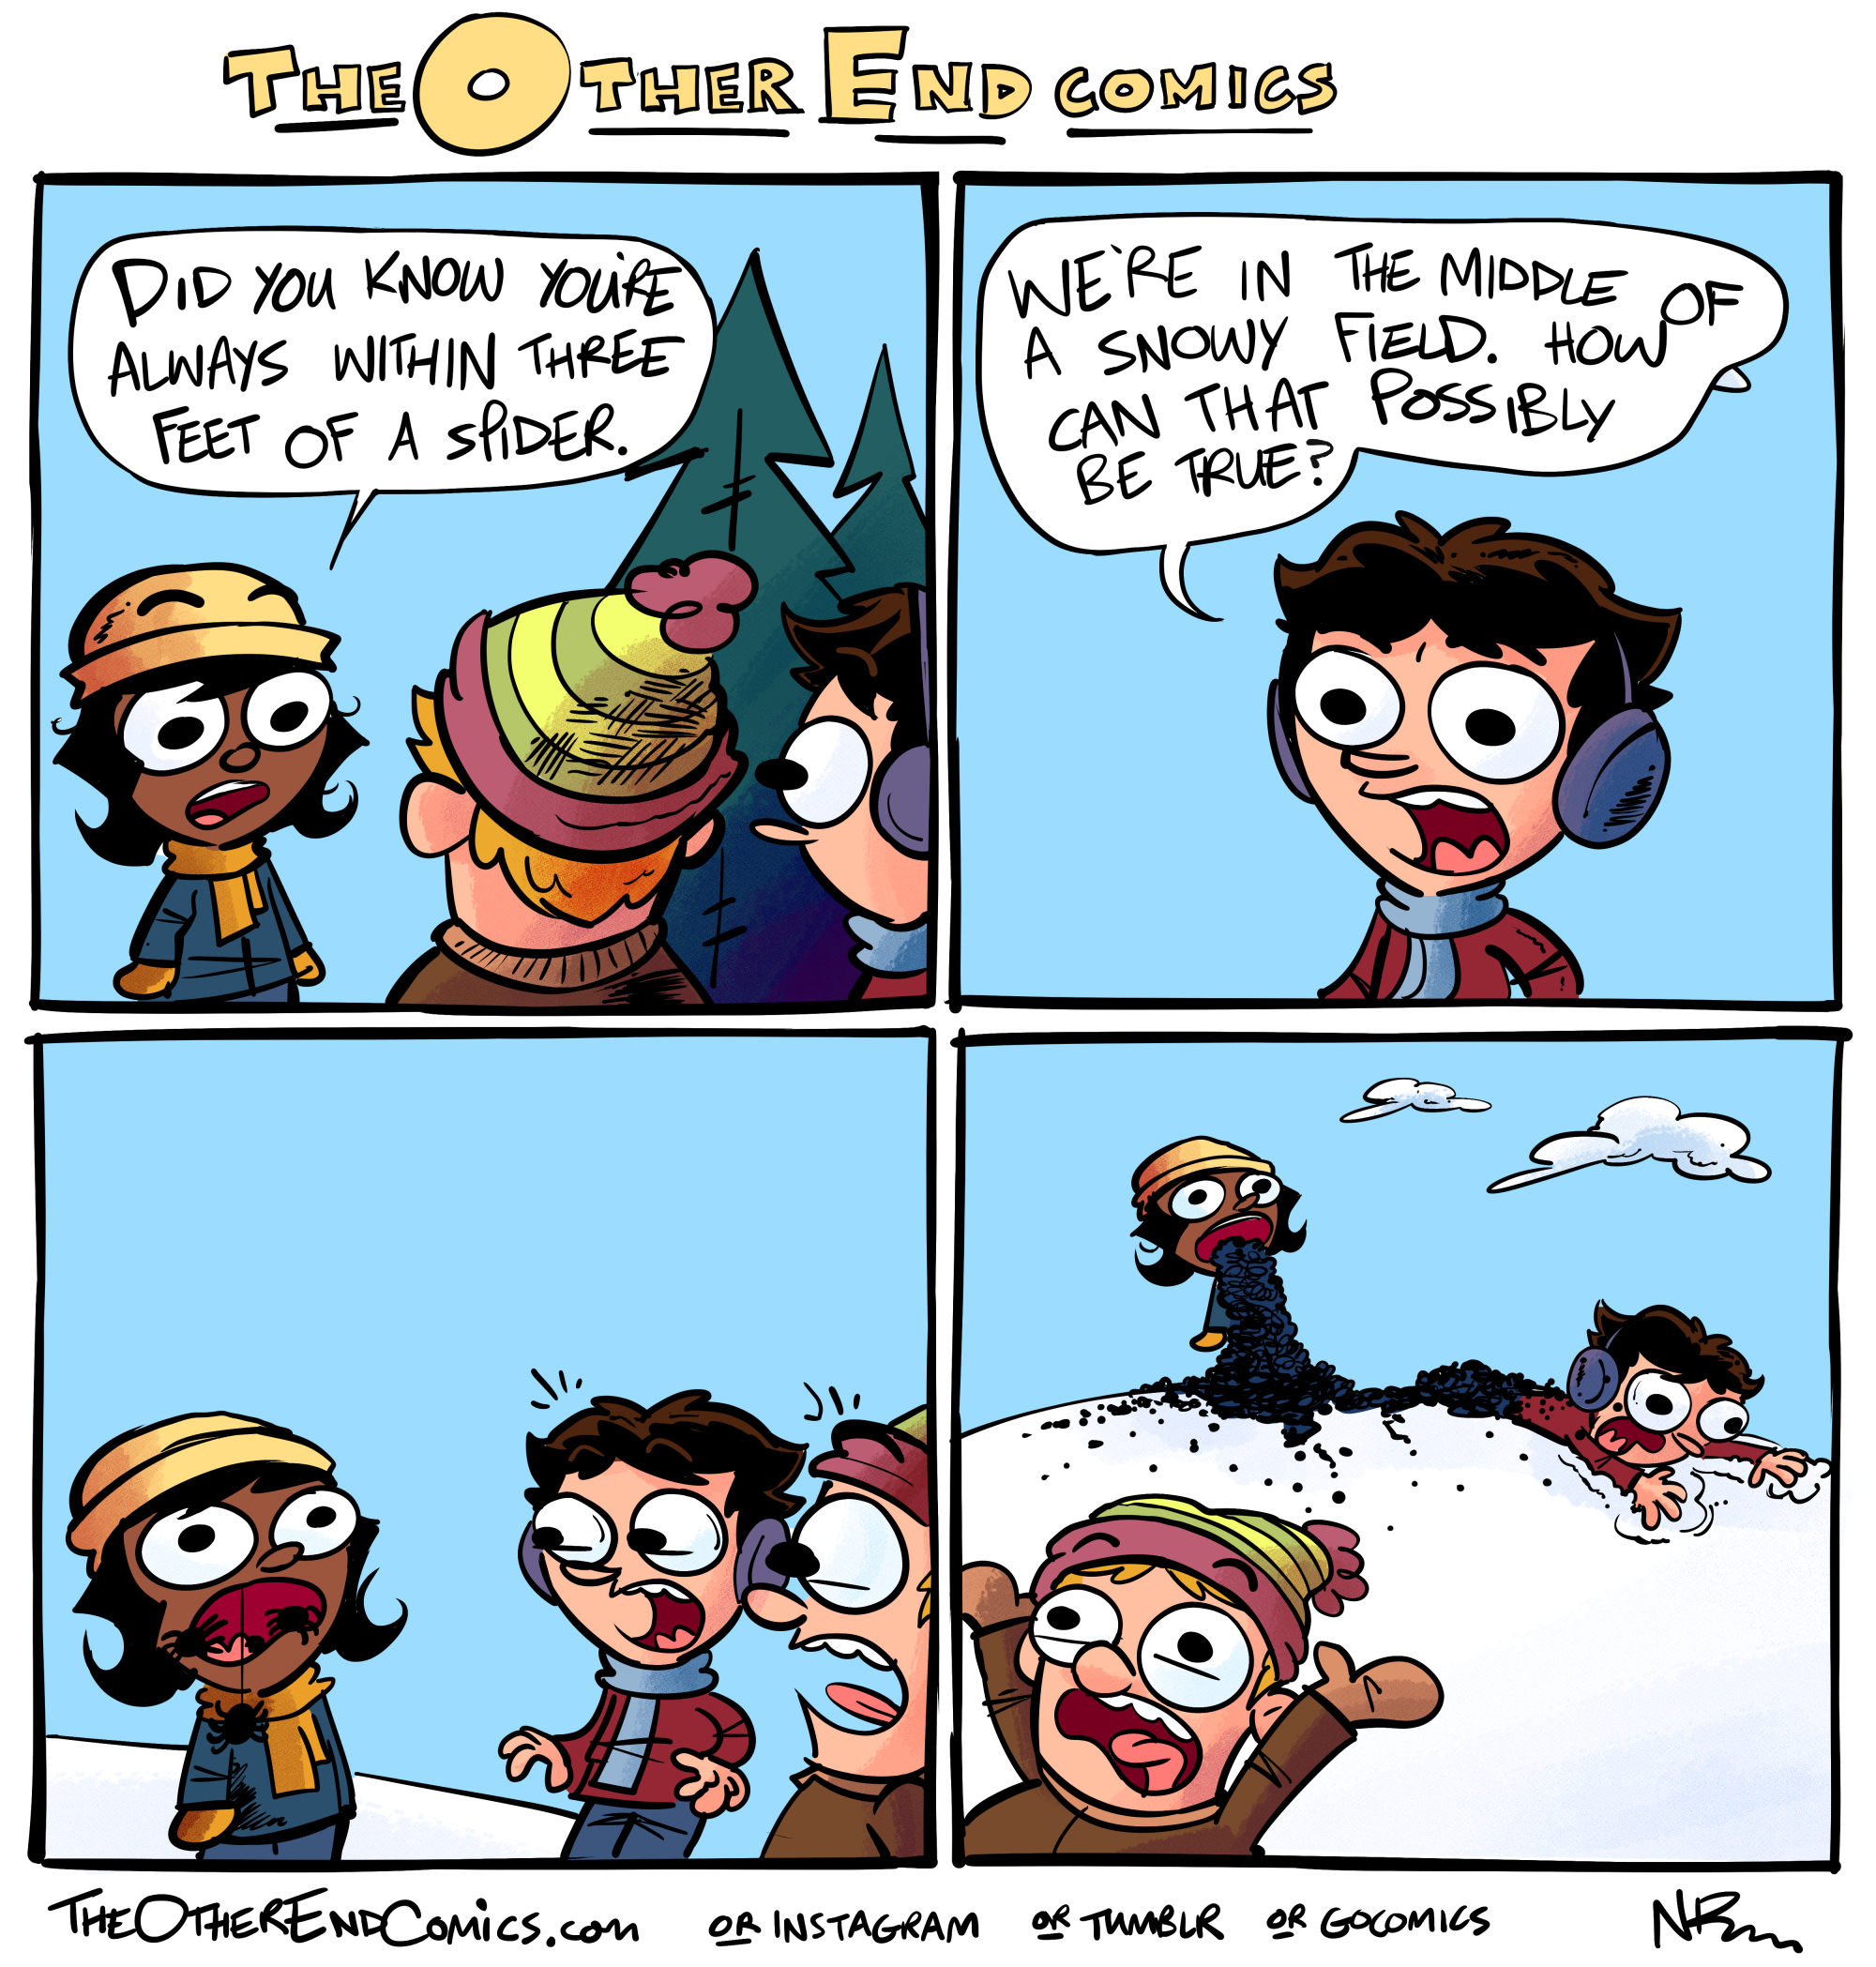 THE OTHER END COMICS
DID YOU KNOW YOU'RE
ALWAYS WITHIN THREE
FEET OF A SPIDER.
WE'RE IN THE MIDDLE OF
A SNOWY FIELD. HOW
CAN THAT POSSIBLY
BE TRUE?
THEOTHERENDCOMICS.com OR INSTAGRAM OR TUMBLR OR GOCOMICS